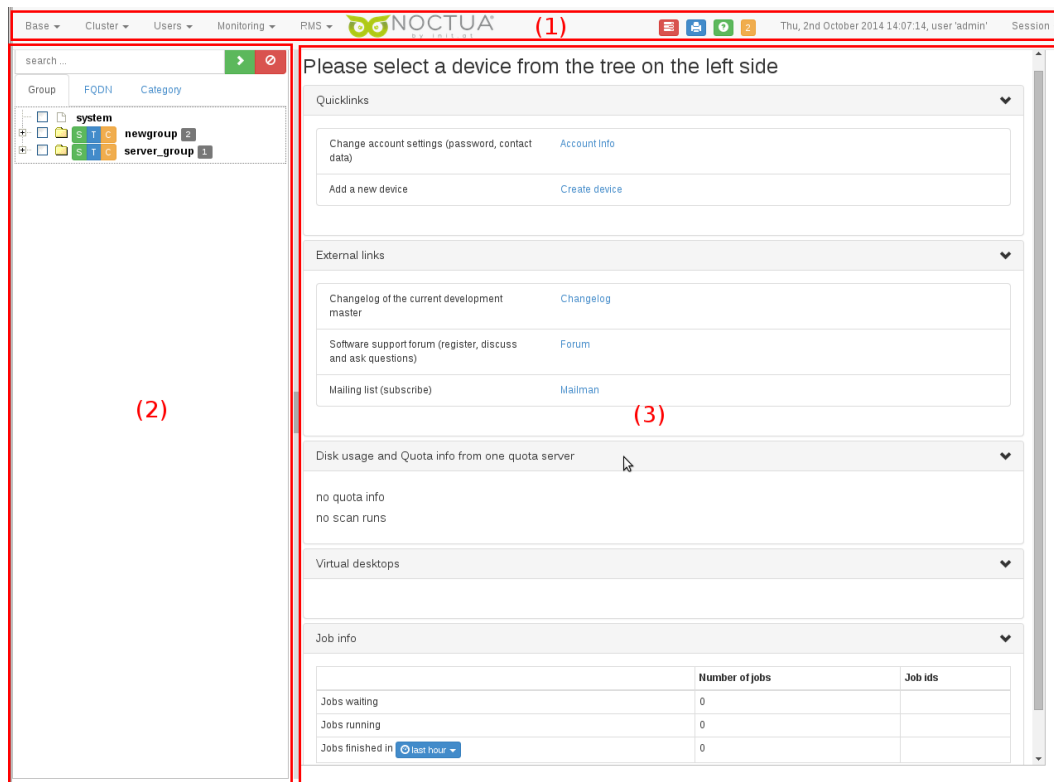 Base Cluster Users Monitoring RMS NOCTUA (1) 2 Thu, 2nd October 2014 14:07:14, user 'admin' Session
by init at
search ...
Group FQDN Category
system
S T C newgroup 2
S T C server_group 1
(2)
Please select a device from the tree on the left side
Quicklinks
Change account settings (password, contact data) Account Info
Add a new device Create device
External links
Changelog of the current development master Changelog
Software support forum (register, discuss and ask questions) Forum
Mailing list (subscribe) Mailman
(3)
Disk usage and Quota info from one quota server
no quota info
no scan runs
Virtual desktops
Job info
Number of jobs Job ids
Jobs waiting 0
Jobs running 0
Jobs finished in last hour 0